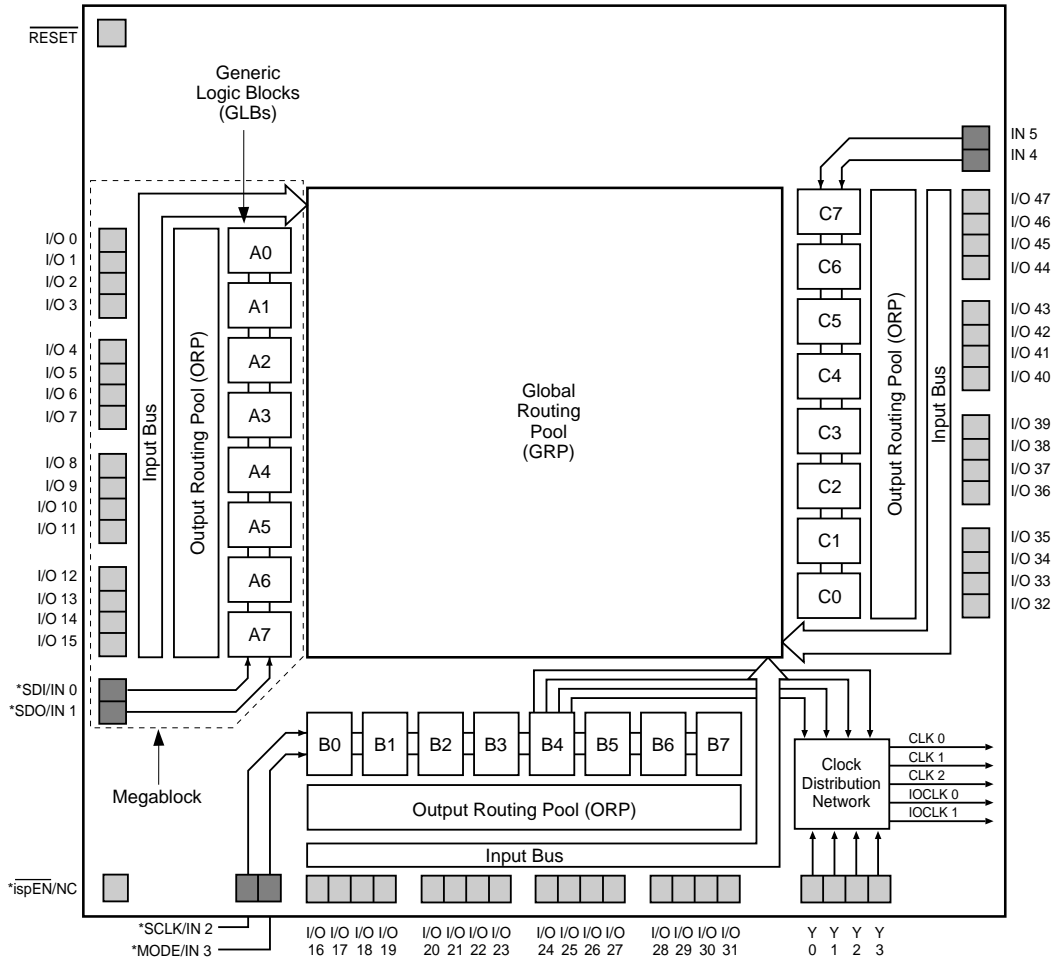 RESET
Generic
Logic Blocks
(GLBs)
IN 5
IN 4
I/O 0
I/O 1
I/O 2
I/O 3
I/O 4
I/O 5
I/O 6
I/O 7
I/O 8
I/O 9
I/O 10
I/O 11
I/O 12
I/O 13
I/O 14
I/O 15
*SDI/IN 0
*SDO/IN 1
Input Bus
Output Routing Pool (ORP)
A0
A1
A2
A3
A4
A5
A6
A7
Global
Routing
Pool
(GRP)
C7
C6
C5
C4
C3
C2
C1
C0
Output Routing Pool (ORP)
Input Bus
I/O 47
I/O 46
I/O 45
I/O 44
I/O 43
I/O 42
I/O 41
I/O 40
I/O 39
I/O 38
I/O 37
I/O 36
I/O 35
I/O 34
I/O 33
I/O 32
Megablock
B0 B1 B2 B3 B4 B5 B6 B7
Output Routing Pool (ORP)
Input Bus
Clock
Distribution
Network
CLK 0
CLK 1
CLK 2
IOCLK 0
IOCLK 1
*ispEN/NC
*SCLK/IN 2
*MODE/IN 3
I/O I/O I/O I/O I/O I/O I/O I/O I/O I/O I/O I/O I/O I/O I/O I/O Y Y Y Y
16 17 18 19 20 21 22 23 24 25 26 27 28 29 30 31 0 1 2 3